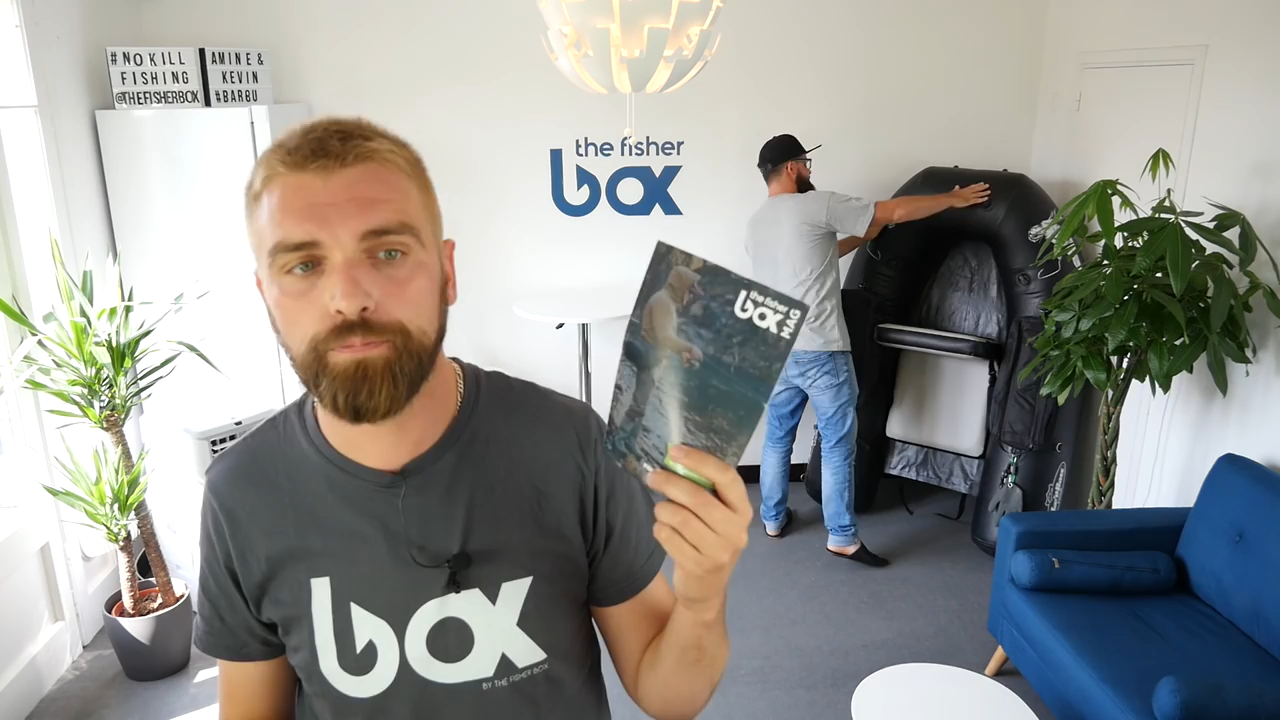 #NOKILL
FISHING
@THEFISHERBOX
AMINE &
KEVIN
#BARBU
the fisher
box
the fisher
box MAG
box
BY THE FISHER BOX